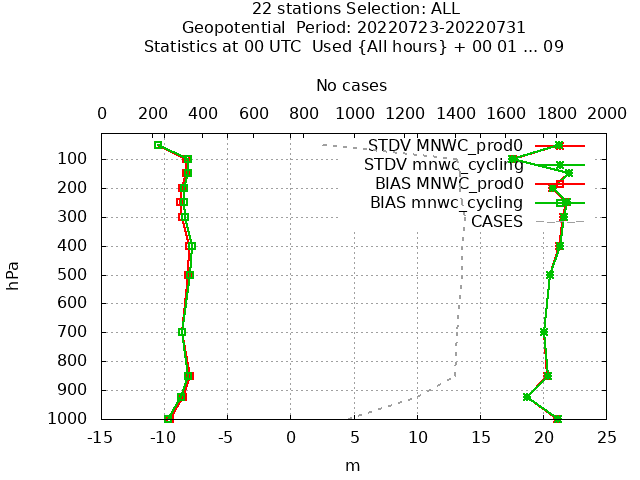 22 stations Selection: ALL
Geopotential  Period: 20220723-20220731
Statistics at 00 UTC  Used {All hours} + 00 01 ... 09
No cases
0 200 400 600 800 1000 1200 1400 1600 1800 2000
STDV MNWC_prod0
STDV mnwc_cycling
BIAS MNWC_prod0
BIAS mnwc_cycling
CASES
hPa
100
200
300
400
500
600
700
800
900
1000
-15 -10 -5 0 5 10 15 20 25
m